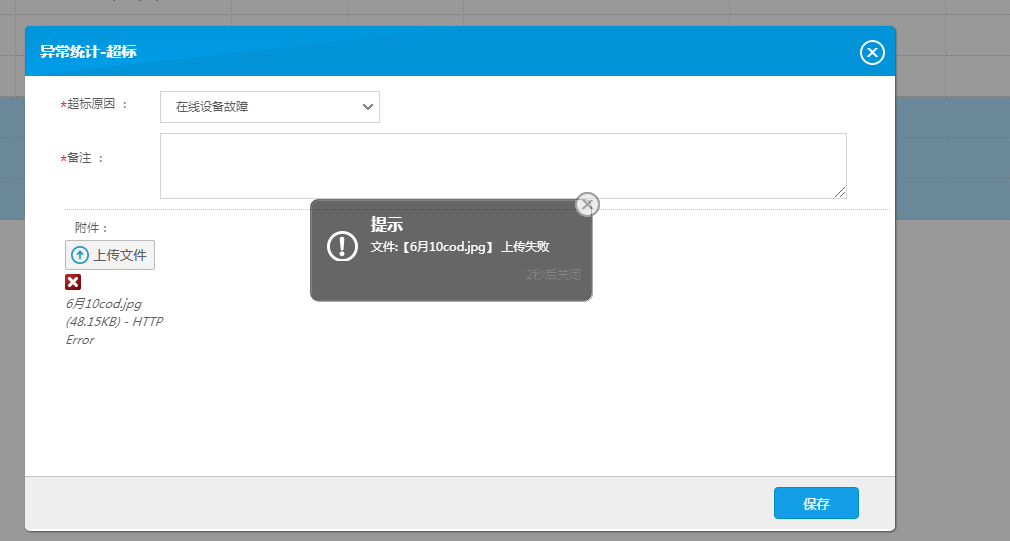 异常统计-超标
*超标原因 ：
在线设备故障
*备注 ：
提示
文件:【6月10cod.jpg】 上传失败
2秒后关闭
附件：
上传文件
6月10cod.jpg
(48.15KB) - HTTP
Error
保存